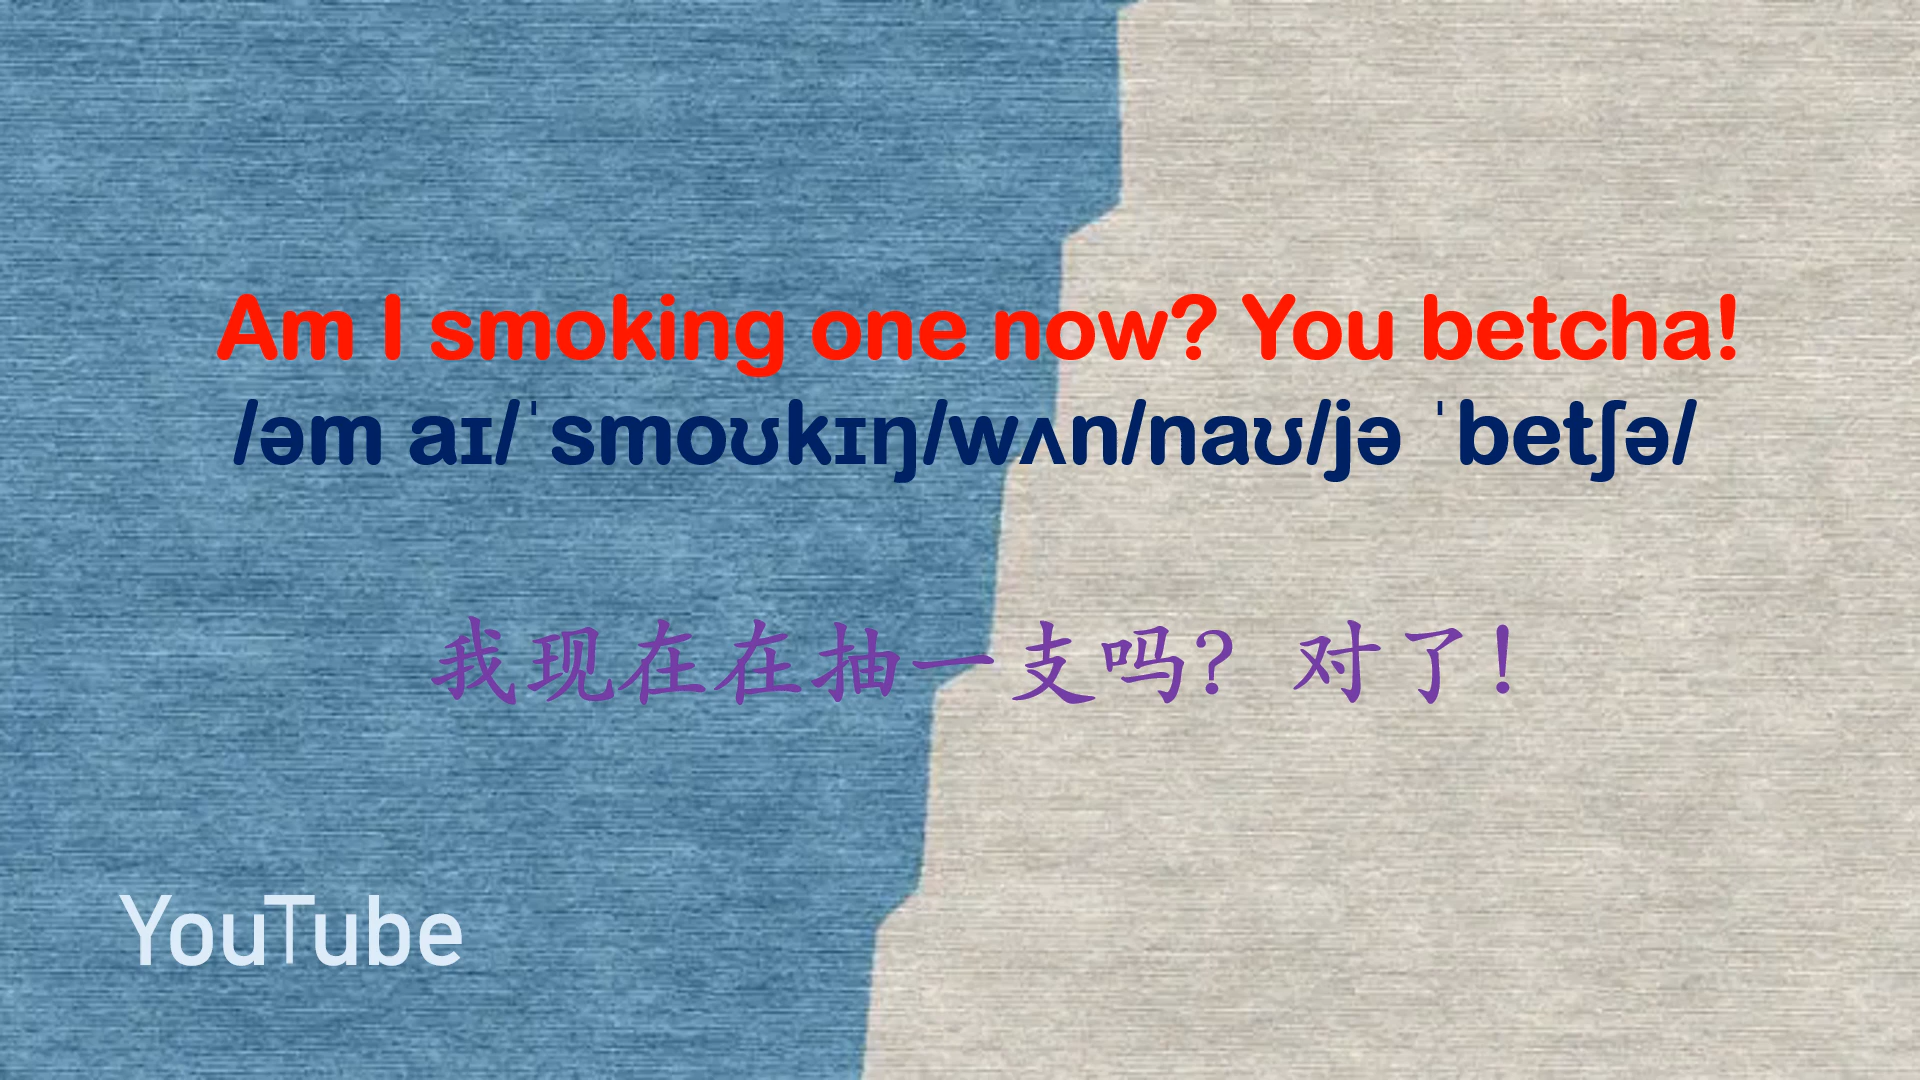 Am I smoking one now? You betcha!
/əm aɪ/ˈsmoʊkɪŋ/wʌn/naʊ/jə ˈbetʃə/
我现在在抽一支吗？对了！
YouTube